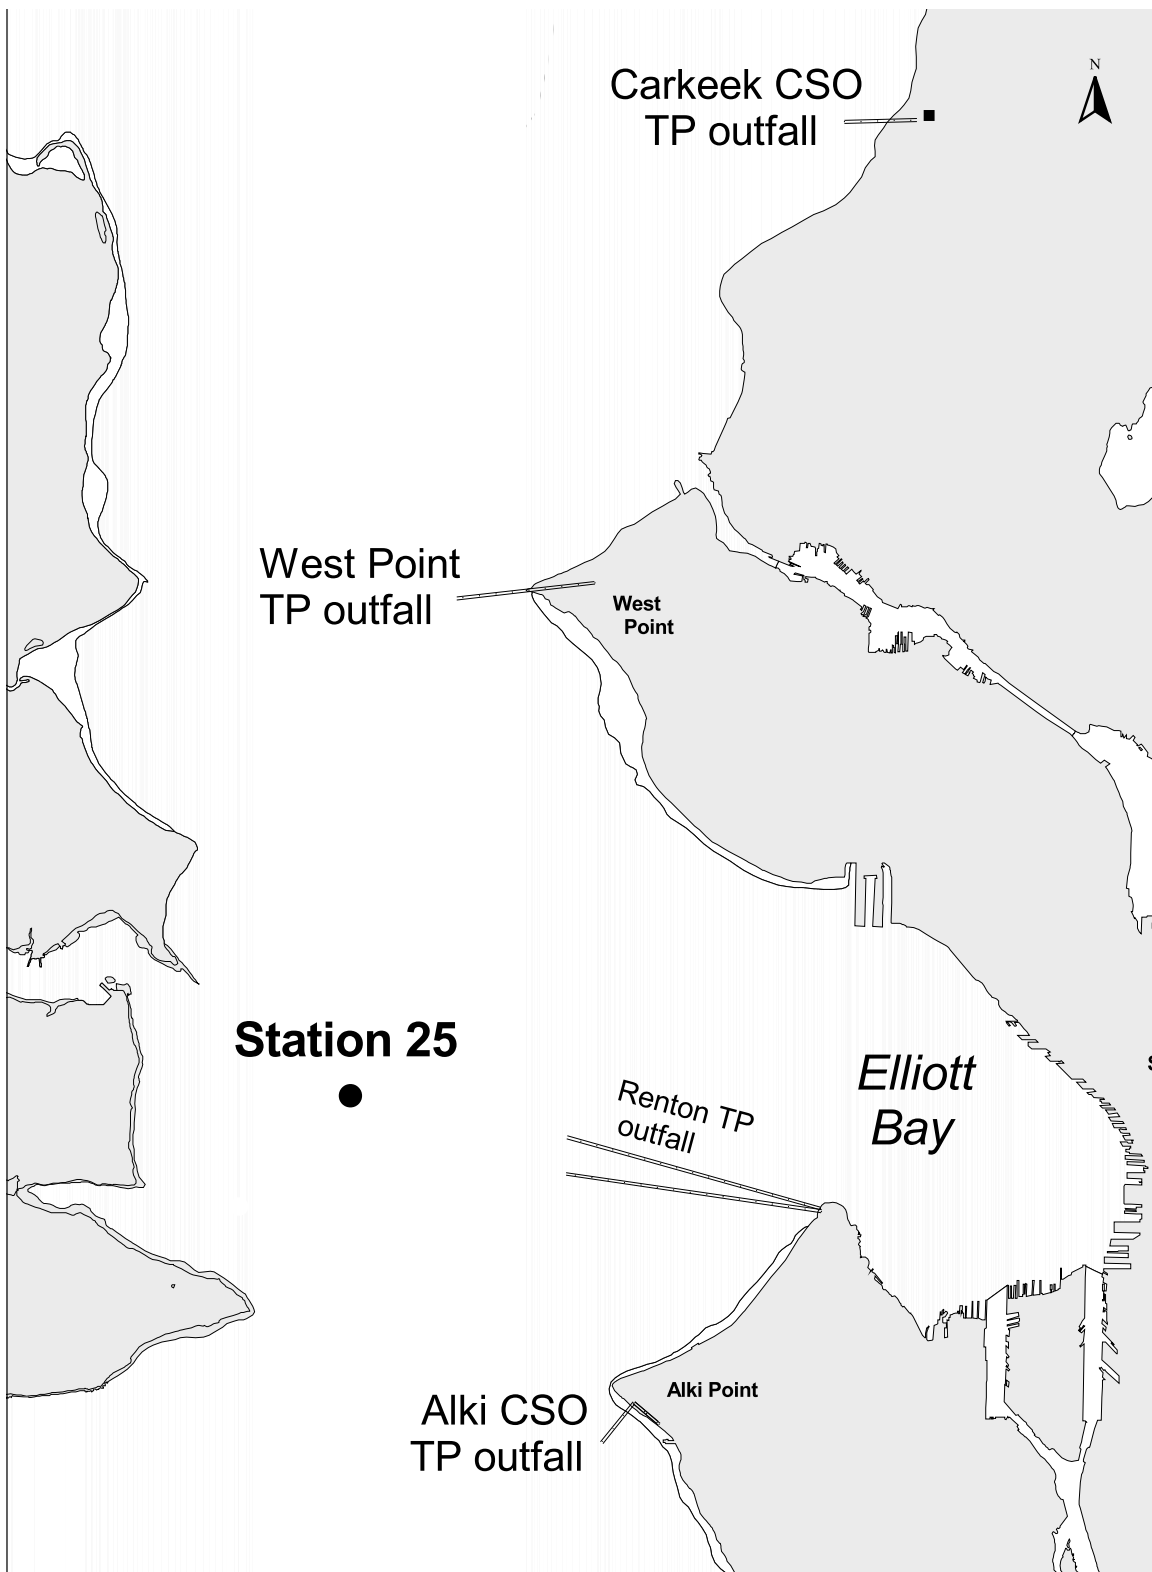 N
Carkeek CSO
TP outfall
West Point
TP outfall
West
Point
Station 25
Elliott
Bay
Renton TP
outfall
Alki Point
Alki CSO
TP outfall